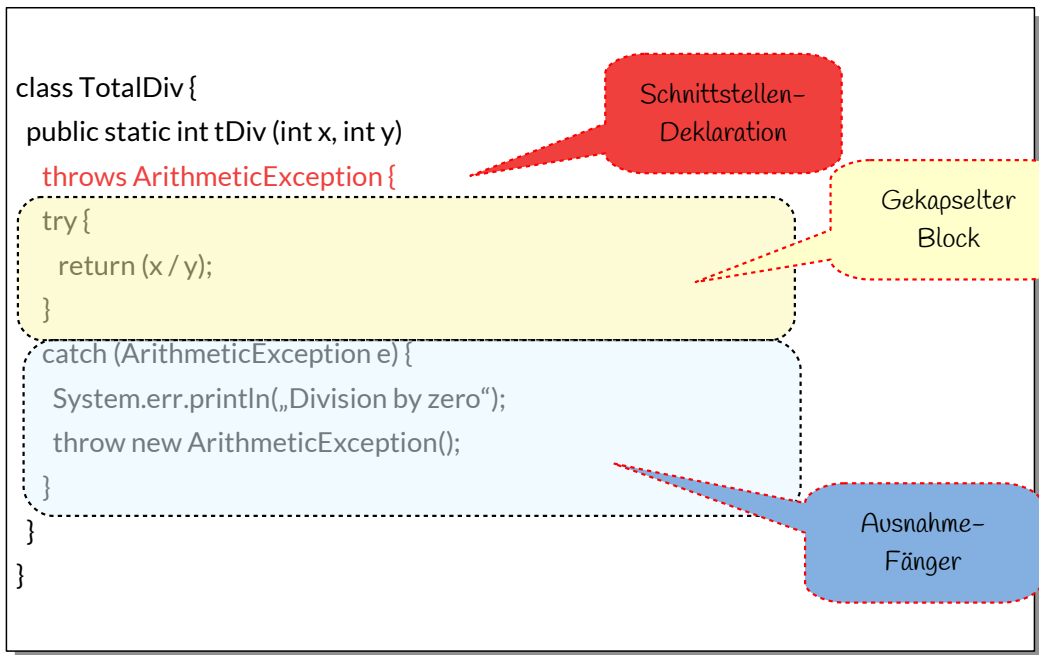 class TotalDiv {
public static int tDiv (int x, int y)
throws ArithmeticException {
try {
return (x / y);
}
catch (ArithmeticException e) {
System.err.println(„Division by zero“);
throw new ArithmeticException();
}
}
}
Schnittstellen-
Deklaration
Gekapselter
Block
Ausnahme-
Fänger